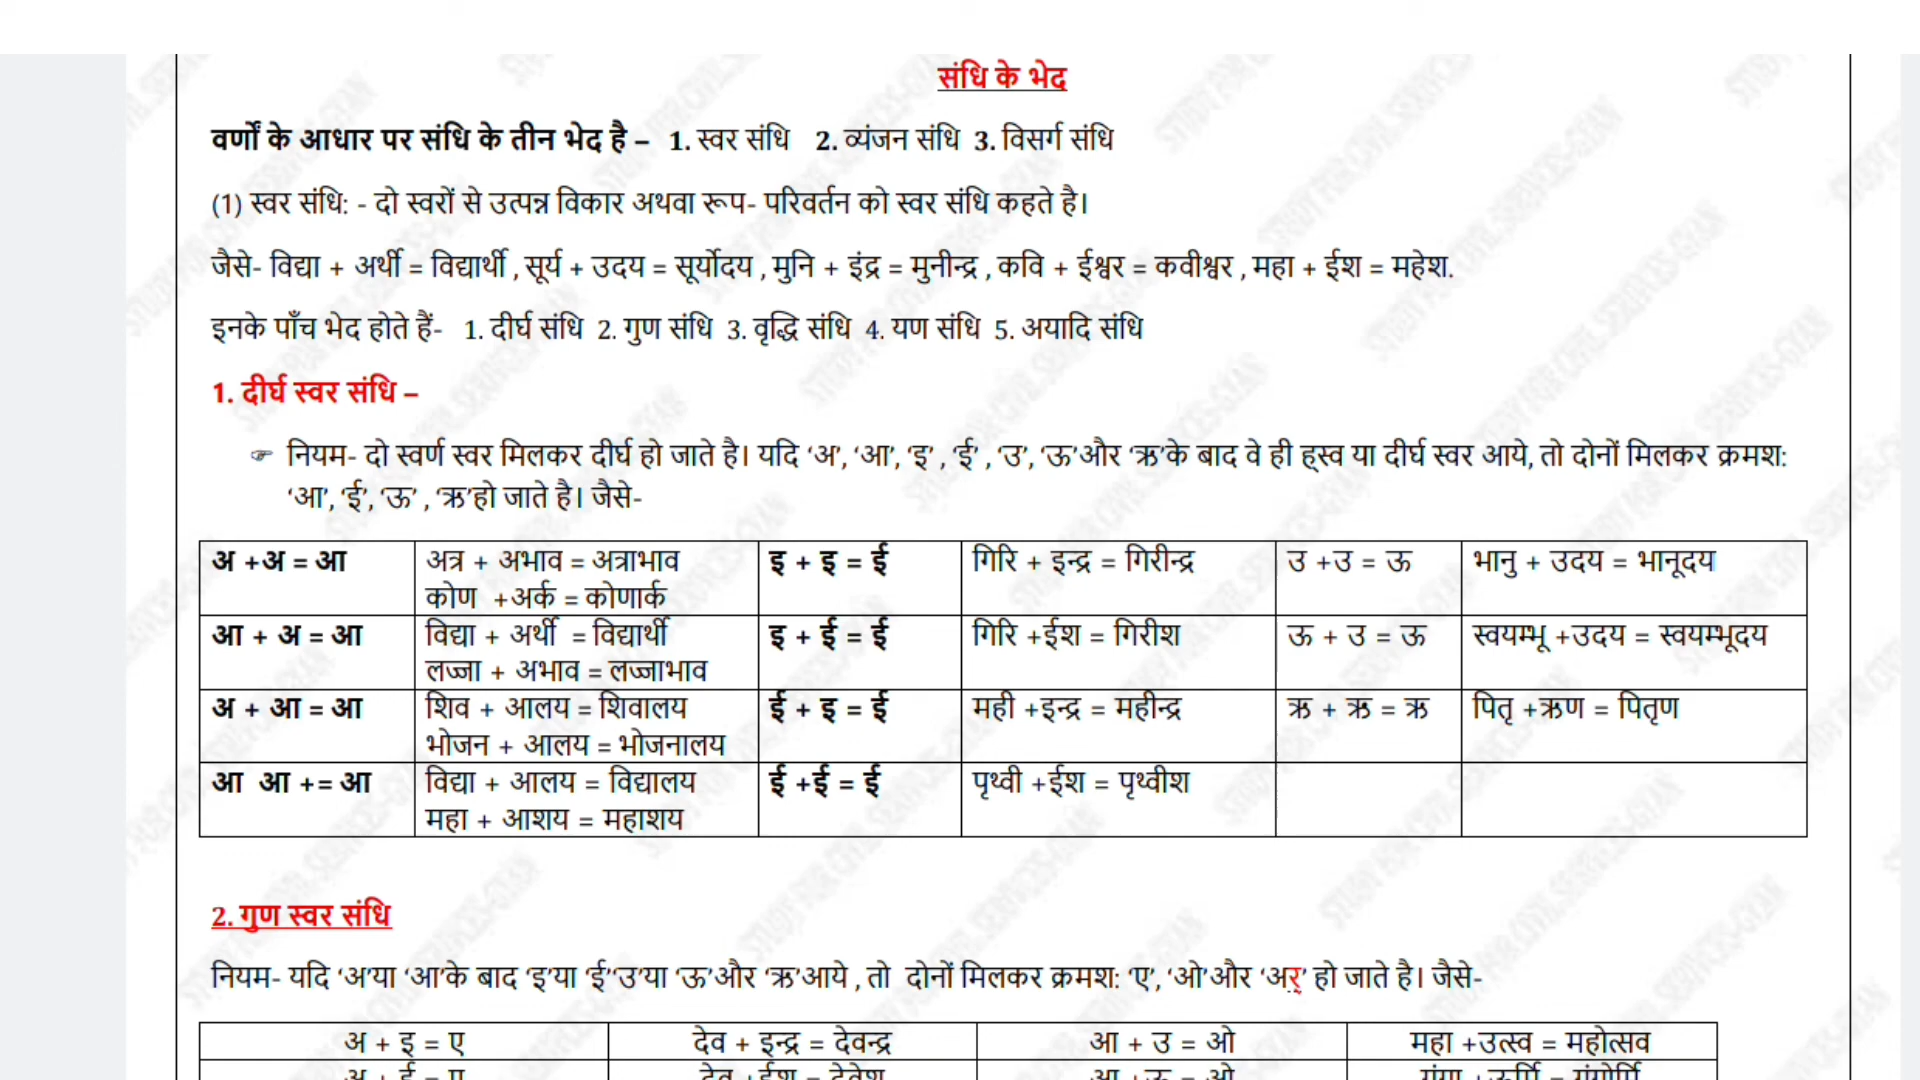 संधि के भेद
वर्णों के आधार पर संधि के तीन भेद है – 1. स्वर संधि 2. व्यंजन संधि 3. विसर्ग संधि
(1) स्वर संधि: - दो स्वरों से उत्पन्न विकार अथवा रूप- परिवर्तन को स्वर संधि कहते है।
जैसे- विद्या + अर्थी = विद्यार्थी , सूर्य + उदय = सूर्योदय , मुनि + इंद्र = मुनीन्द्र , कवि + ईश्वर = कवीश्वर , महा + ईश = महेश.
इनके पाँच भेद होते हैं- 1. दीर्घ संधि 2. गुण संधि 3. वृद्धि संधि 4. यण संधि 5. अयादि संधि
1. दीर्घ स्वर संधि –
☞ नियम- दो स्वर्ण स्वर मिलकर दीर्घ हो जाते है। यदि ‘अ’, ‘आ’, ‘इ’ , ‘ई’ , ‘उ’, ‘ऊ’और ‘ऋ’के बाद वे ही ह्स्व या दीर्घ स्वर आये, तो दोनों मिलकर क्रमश:
‘आ’, ‘ई’, ‘ऊ’ , ‘ऋ’हो जाते है। जैसे-
अ +अ = आ अत्र + अभाव = अत्राभाव इ + इ = ई गिरि + इन्द्र = गिरीन्द्र उ +उ = ऊ भानु + उदय = भानूदय
कोण +अर्क = कोणार्क
आ + अ = आ विद्या + अर्थी = विद्यार्थी इ + ई = ई गिरि +ईश = गिरीश ऊ + उ = ऊ स्वयम्भू +उदय = स्वयम्भूदय
लज्जा + अभाव = लज्जाभाव
अ + आ = आ शिव + आलय = शिवालय ई + इ = ई मही +इन्द्र = महीन्द्र ऋ + ऋ = ऋ पितृ +ऋण = पितृण
भोजन + आलय = भोजनालय
आ आ += आ विद्या + आलय = विद्यालय ई +ई = ई पृथ्वी +ईश = पृथ्वीश
महा + आशय = महाशय
2. गुण स्वर संधि
नियम- यदि ‘अ’या ‘आ’के बाद ‘इ’या ‘ई’‘उ’या ‘ऊ’और ‘ऋ’आये , तो दोनों मिलकर क्रमश: ‘ए’, ‘ओ’और ‘अर्’ हो जाते है। जैसे-
अ + इ = ए देव + इन्द्र = देवन्द्र आ + उ = ओ महा +उत्स्व = महोत्सव
अ + ई = ए देव +ईश = देवेश आ +ऊ = ओ गंगा +ऊर्मि = गंगोर्मि